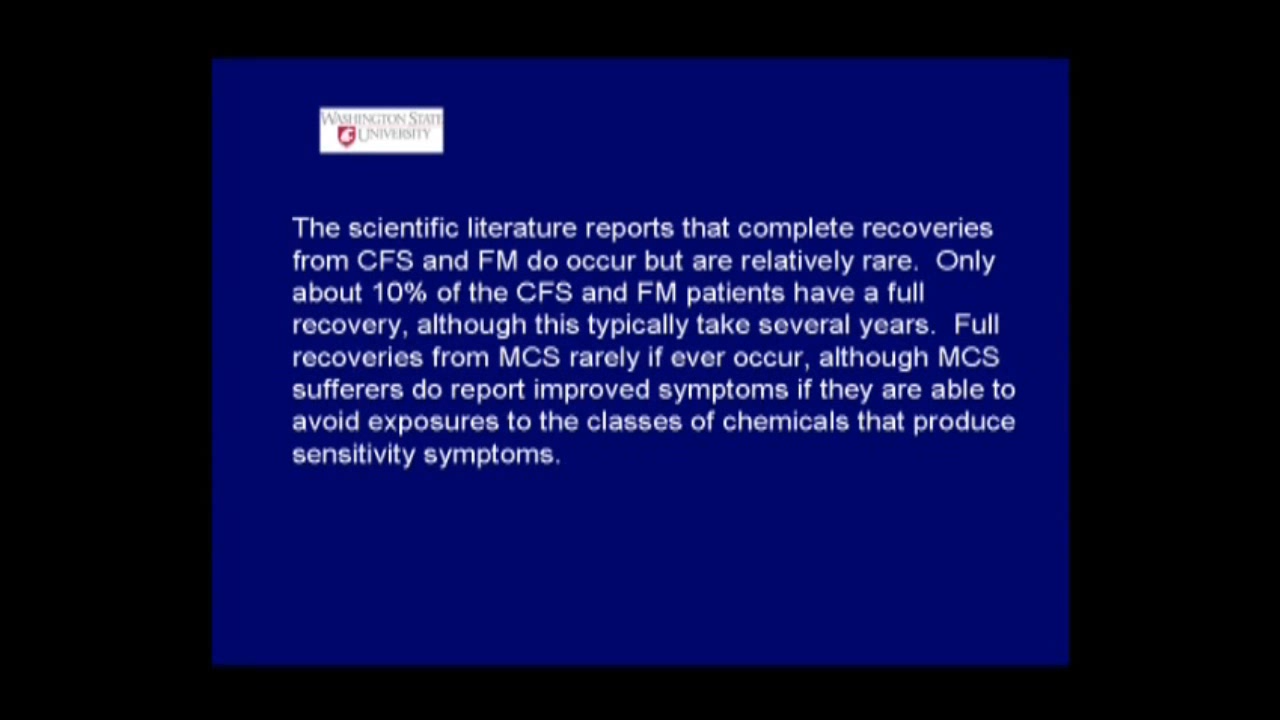 WASHINGTON STATE
UNIVERSITY
The scientific literature reports that complete recoveries
from CFS and FM do occur but are relatively rare.  Only
about 10% of the CFS and FM patients have a full
recovery, although this typically take several years.  Full
recoveries from MCS rarely if ever occur, although MCS
sufferers do report improved symptoms if they are able to
avoid exposures to the classes of chemicals that produce
sensitivity symptoms.